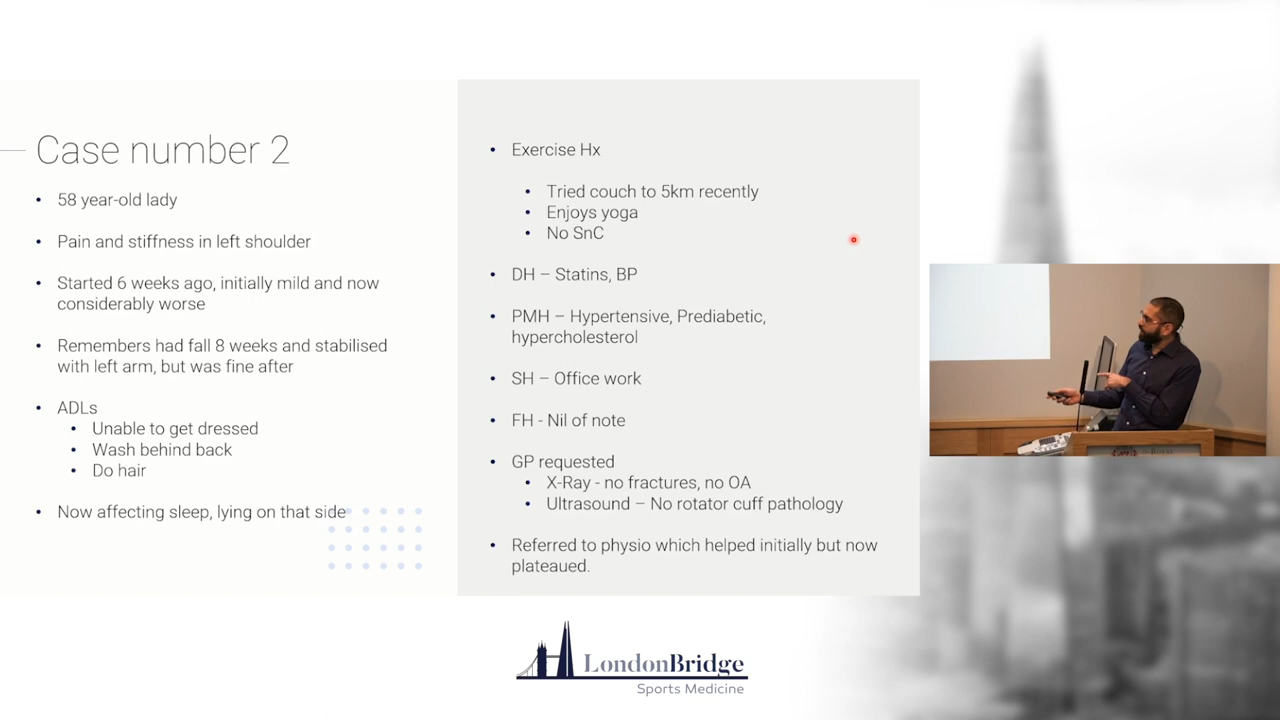 Case number 2
• 58 year-old lady
• Pain and stiffness in left shoulder
• Started 6 weeks ago, initially mild and now
considerably worse
• Remembers had fall 8 weeks and stabilised
with left arm, but was fine after
• ADLs
• Unable to get dressed
• Wash behind back
• Do hair
• Now affecting sleep, lying on that side
• Exercise Hx
• Tried couch to 5km recently
• Enjoys yoga
• No SnC
• DH – Statins, BP
• PMH – Hypertensive, Prediabetic,
hypercholesterol
• SH – Office work
• FH - Nil of note
• GP requested
• X-Ray - no fractures, no OA
• Ultrasound – No rotator cuff pathology
• Referred to physio which helped initially but now
plateaued.
LondonBridge
Sports Medicine